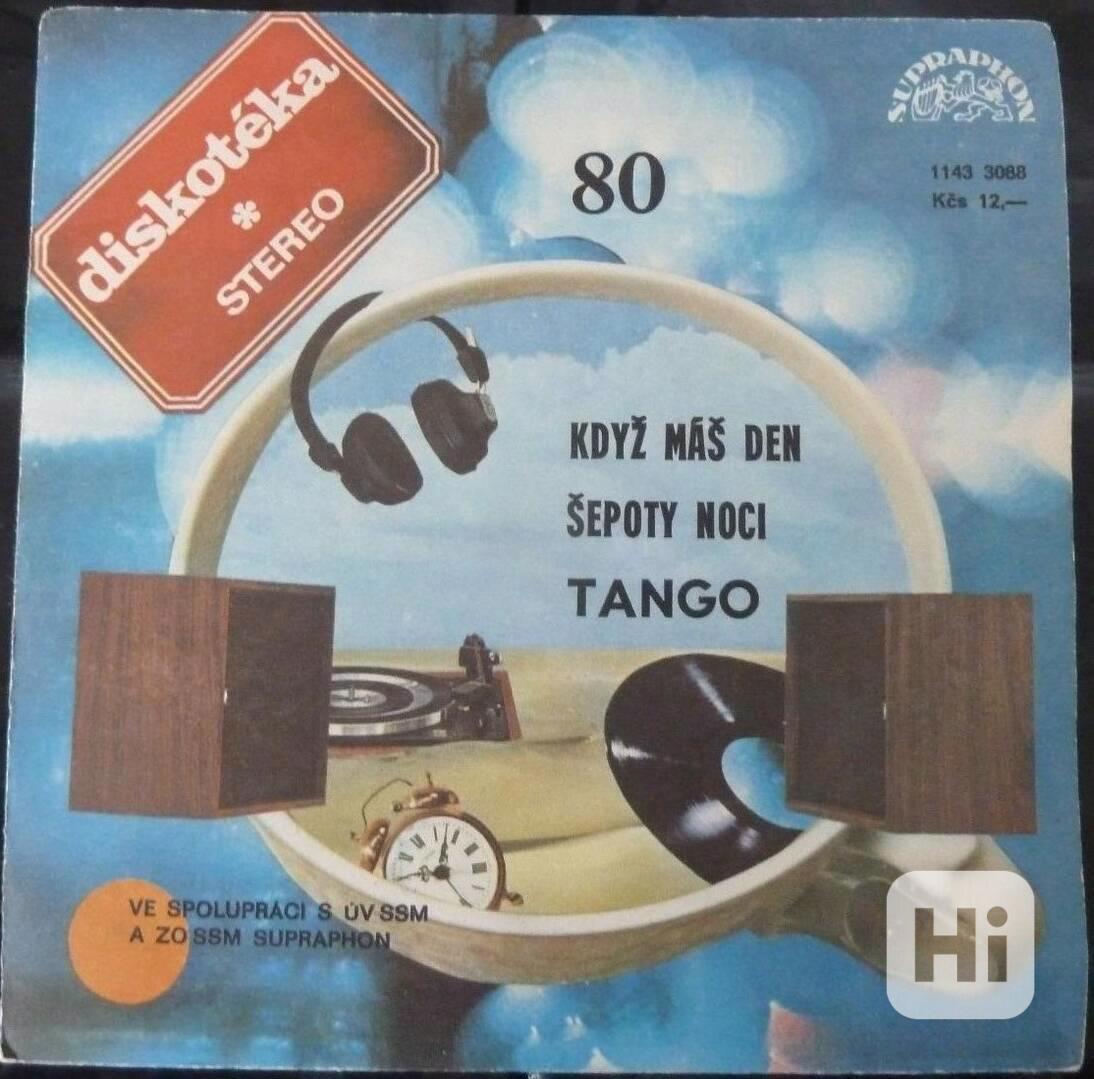 diskotéka
*
STEREO
80
SUPRAPHON
1143 3088
Kčs 12,—
KDYŽ MÁŠ DEN
ŠEPOTY NOCI
TANGO
VE SPOLUPRÁCI S ÚV SSM
A ZO SSM SUPRAPHON
Hi